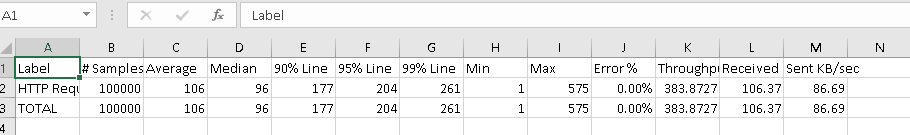 A1 fx Label
A B C D E F G H I J K L M N
1 Label # Samples Average Median 90% Line 95% Line 99% Line Min Max Error % Throughpu Received Sent KB/sec
2 HTTP Requ 100000 106 96 177 204 261 1 575 0.00% 383.8727 106.37 86.69
3 TOTAL 100000 106 96 177 204 261 1 575 0.00% 383.8727 106.37 86.69
4